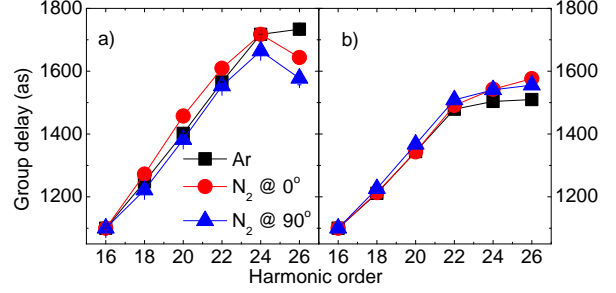 1800
1600
1400
1200
Group delay (as)
a)
Ar
N₂ @ 0°
N₂ @ 90°
16 18 20 22 24 26
b)
16 18 20 22 24 26
1800
1600
1400
1200
Harmonic order